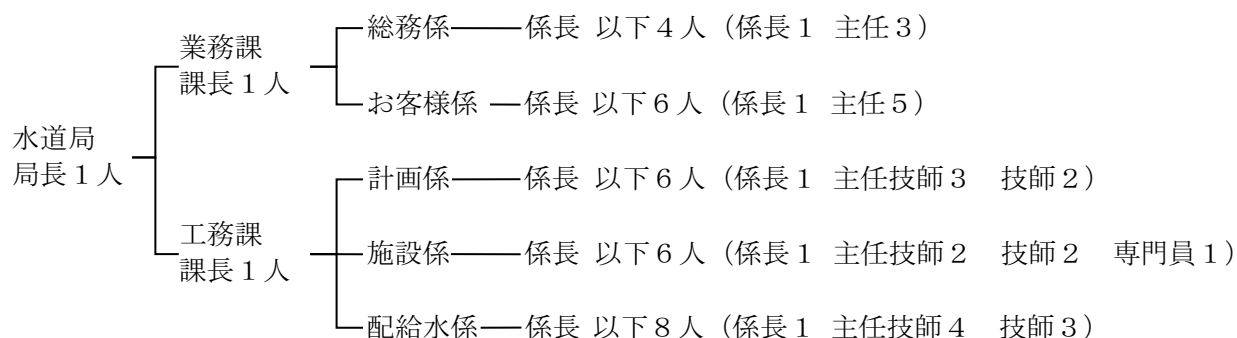 水道局
局長１人
業務課
課長１人
総務係 係長 以下４人（係長１ 主任３）
お客様係 係長 以下６人（係長１ 主任５）
工務課
課長１人
計画係 係長 以下６人（係長１ 主任技師３ 技師２）
施設係 係長 以下６人（係長１ 主任技師２ 技師２ 専門員１）
配給水係 係長 以下８人（係長１ 主任技師４ 技師３）